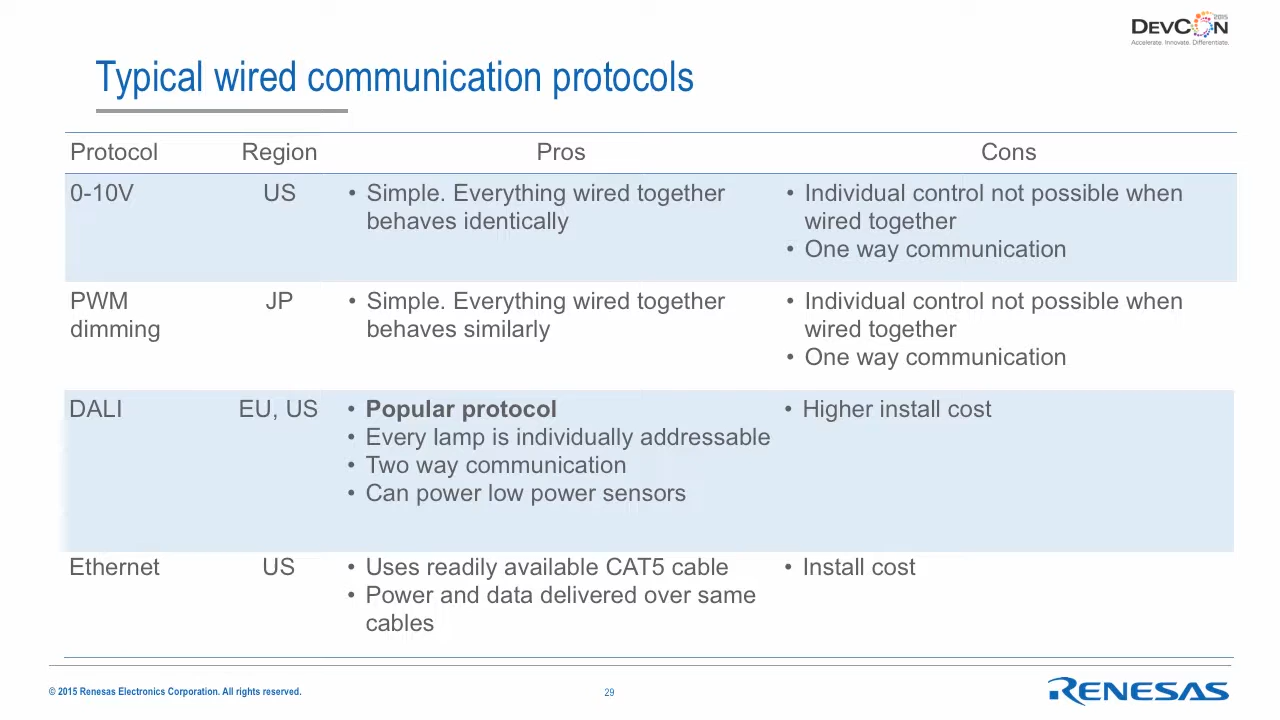 DevCon 2015
Accelerate. Innovate. Differentiate.
Typical wired communication protocols
Protocol Region Pros Cons
0-10V US • Simple. Everything wired together • Individual control not possible when
behaves identically wired together
• One way communication
PWM JP • Simple. Everything wired together • Individual control not possible when
dimming behaves similarly wired together
• One way communication
DALI EU, US • Popular protocol • Higher install cost
• Every lamp is individually addressable
• Two way communication
• Can power low power sensors
Ethernet US • Uses readily available CAT5 cable • Install cost
• Power and data delivered over same
cables
© 2015 Renesas Electronics Corporation. All rights reserved. 29 RENESAS